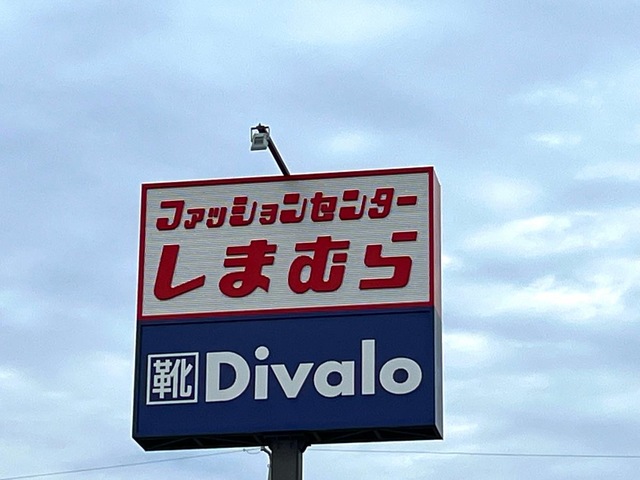 ファッションセンター
しまむら
靴 Divalo